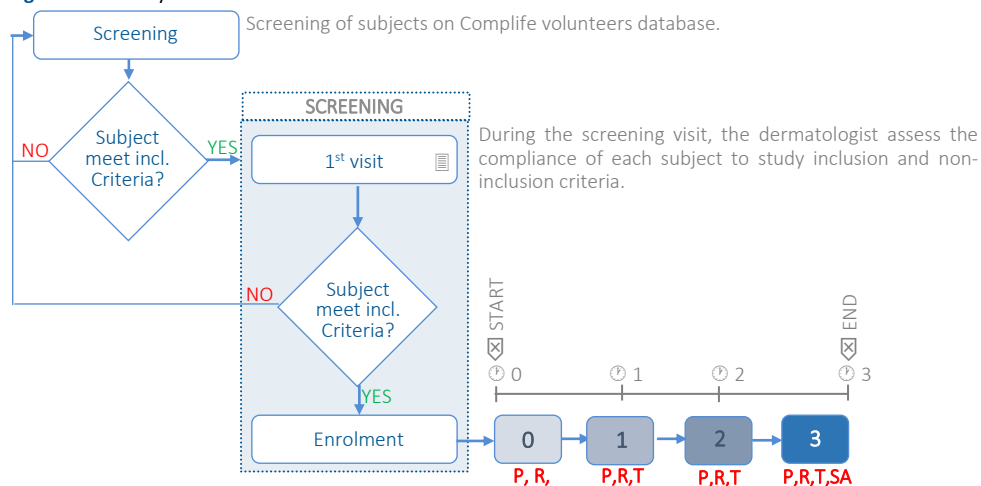 Screening
Screening of subjects on Complife volunteers database.
Subject
meet incl.
Criteria?
NO
YES
SCREENING
1st visit
During the screening visit, the dermatologist assess the
compliance of each subject to study inclusion and non-
inclusion criteria.
NO
Subject
meet incl.
Criteria?
YES
Enrolment
START
END
0
1
2
3
0
1
2
3
P, R,
P,R,T
P,R,T
P,R,T,SA